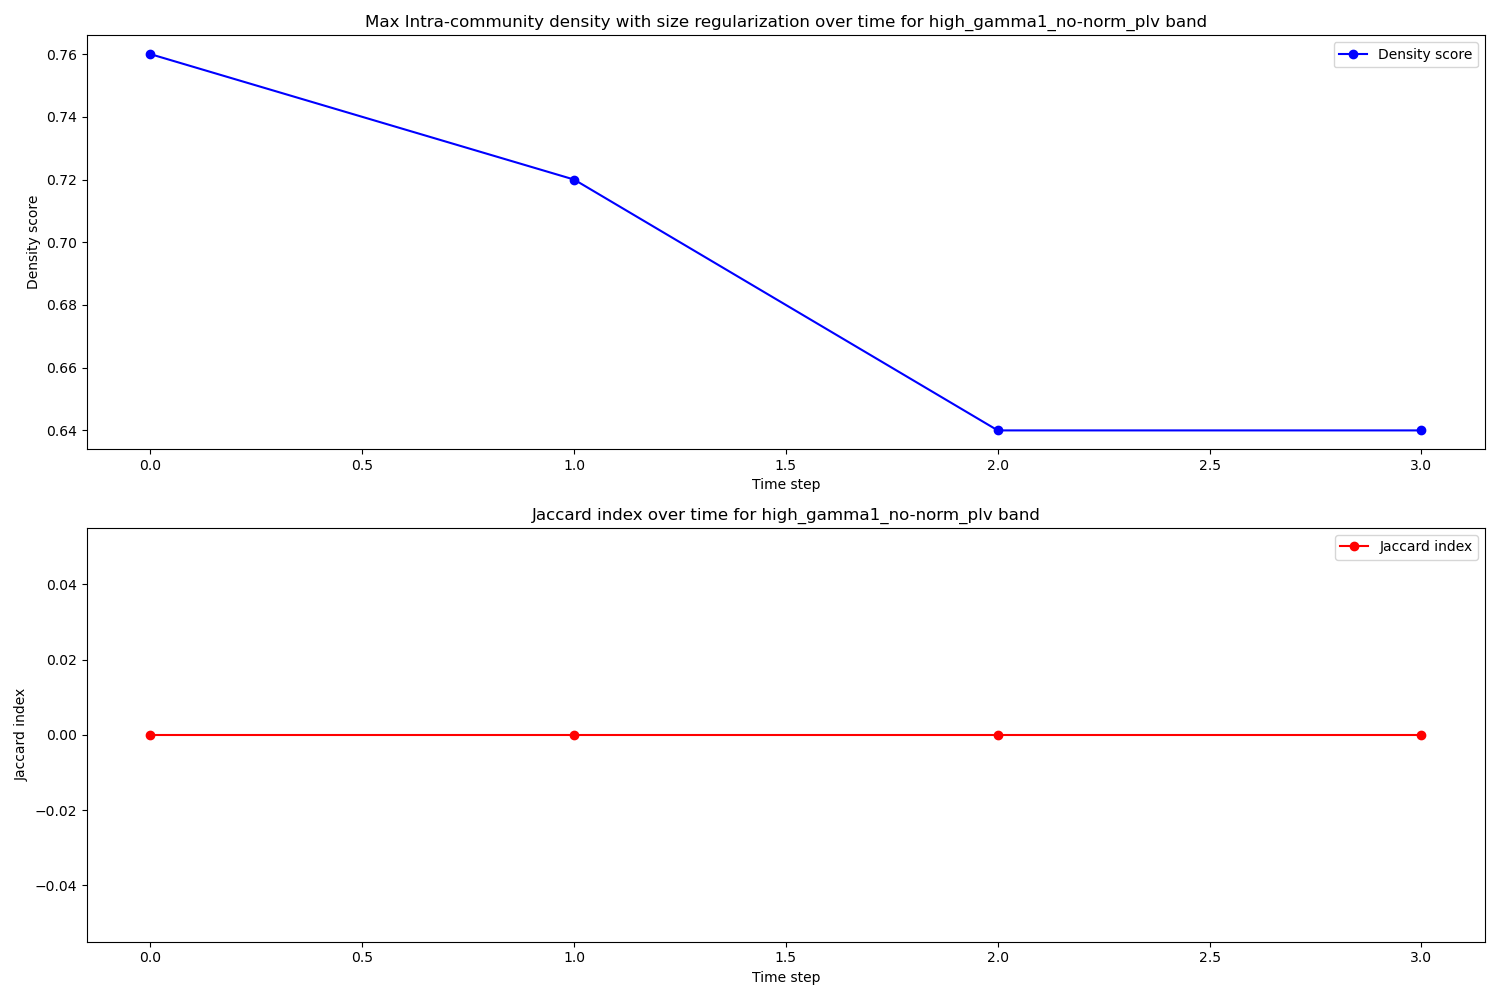 Max Intra-community density with size regularization over time for high_gamma1_no-norm_plv band
Density score
0.76
0.74
0.72
0.70
0.68
0.66
0.64
Density score
0.0 0.5 1.0 1.5 2.0 2.5 3.0
Time step
Jaccard index over time for high_gamma1_no-norm_plv band
Jaccard index
0.04
0.02
0.00
−0.02
−0.04
Jaccard index
0.0 0.5 1.0 1.5 2.0 2.5 3.0
Time step